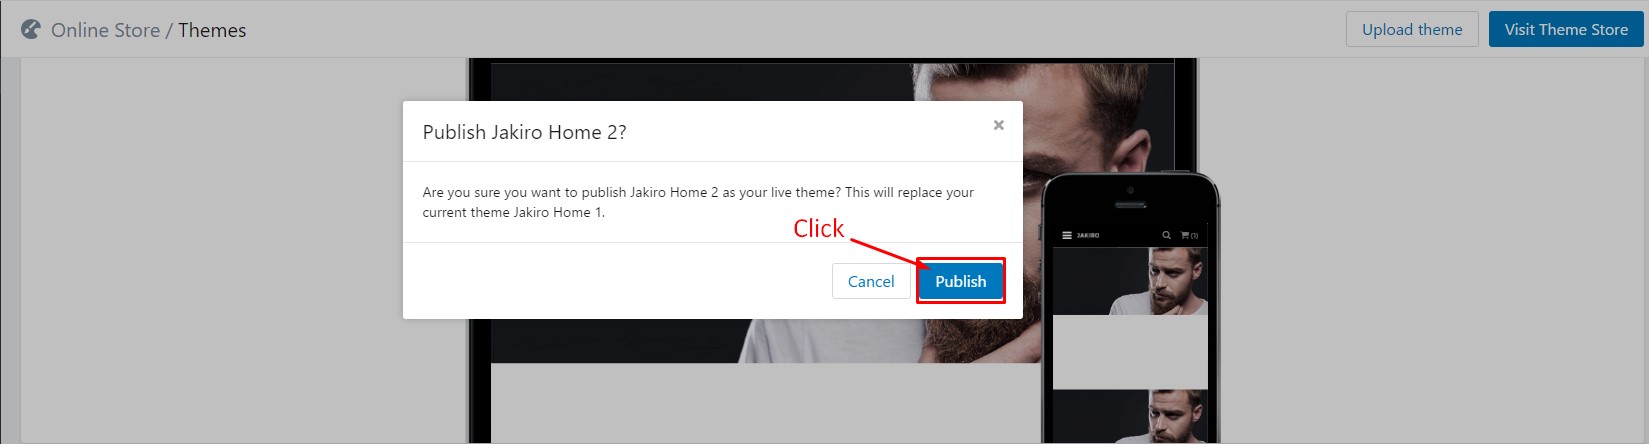 Online Store / Themes
Upload theme
Visit Theme Store
Publish Jakiro Home 2?
×
Are you sure you want to publish Jakiro Home 2 as your live theme? This will replace your
current theme Jakiro Home 1.
Click
Cancel
Publish
JAKIRO
(1)